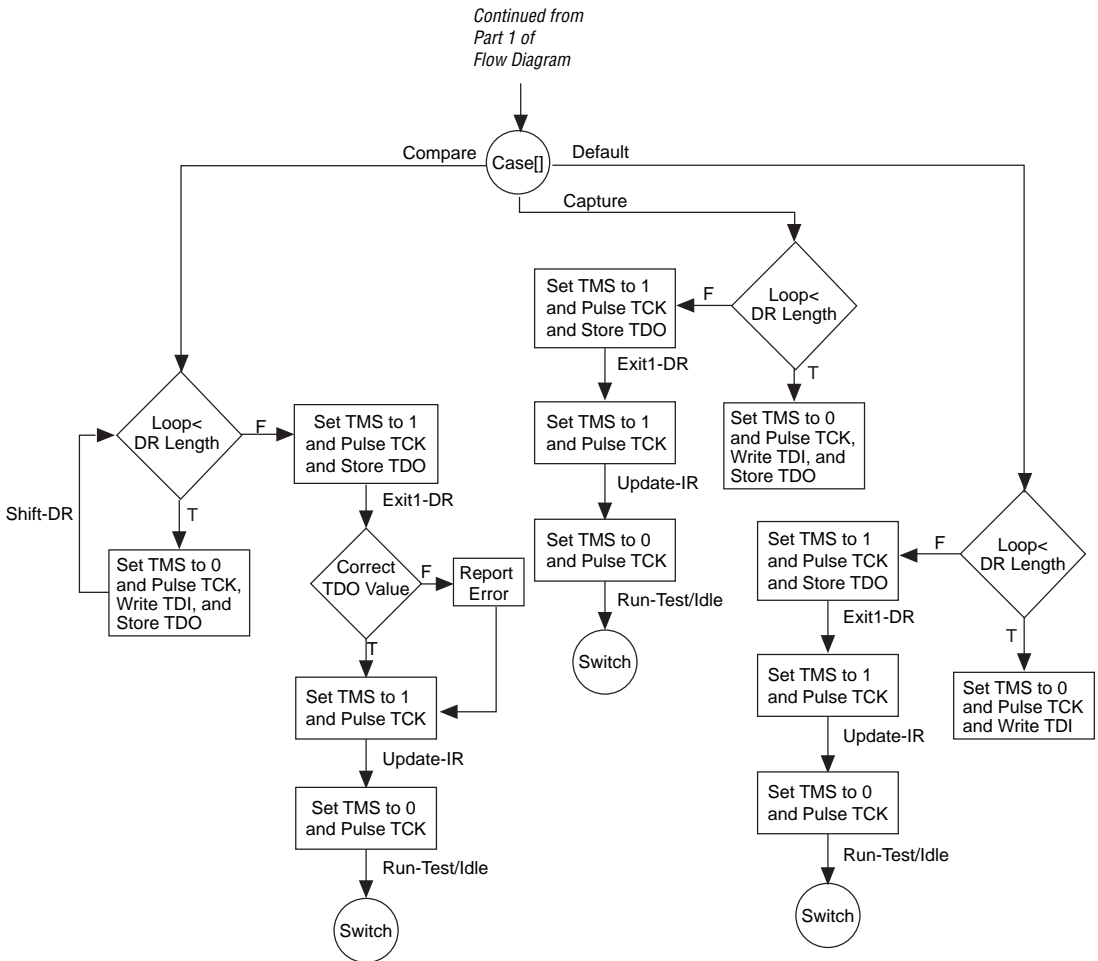 Continued from
Part 1 of
Flow Diagram
Case[]
Compare
Default
Capture
Loop<
DR Length
F
T
Set TMS to 1
and Pulse TCK
and Store TDO
Exit1-DR
Set TMS to 1
and Pulse TCK
Update-IR
Set TMS to 0
and Pulse TCK
Run-Test/Idle
Switch
Set TMS to 0
and Pulse TCK,
Write TDI, and
Store TDO
Loop<
DR Length
F
T
Shift-DR
Set TMS to 0
and Pulse TCK,
Write TDI, and
Store TDO
Set TMS to 1
and Pulse TCK
and Store TDO
Exit1-DR
Correct
TDO Value
F
Report
Error
T
Set TMS to 1
and Pulse TCK
Update-IR
Set TMS to 0
and Pulse TCK
Run-Test/Idle
Switch
Loop<
DR Length
F
T
Set TMS to 1
and Pulse TCK
and Store TDO
Exit1-DR
Set TMS to 1
and Pulse TCK
Update-IR
Set TMS to 0
and Pulse TCK
Run-Test/Idle
Switch
Set TMS to 0
and Pulse TCK
and Write TDI